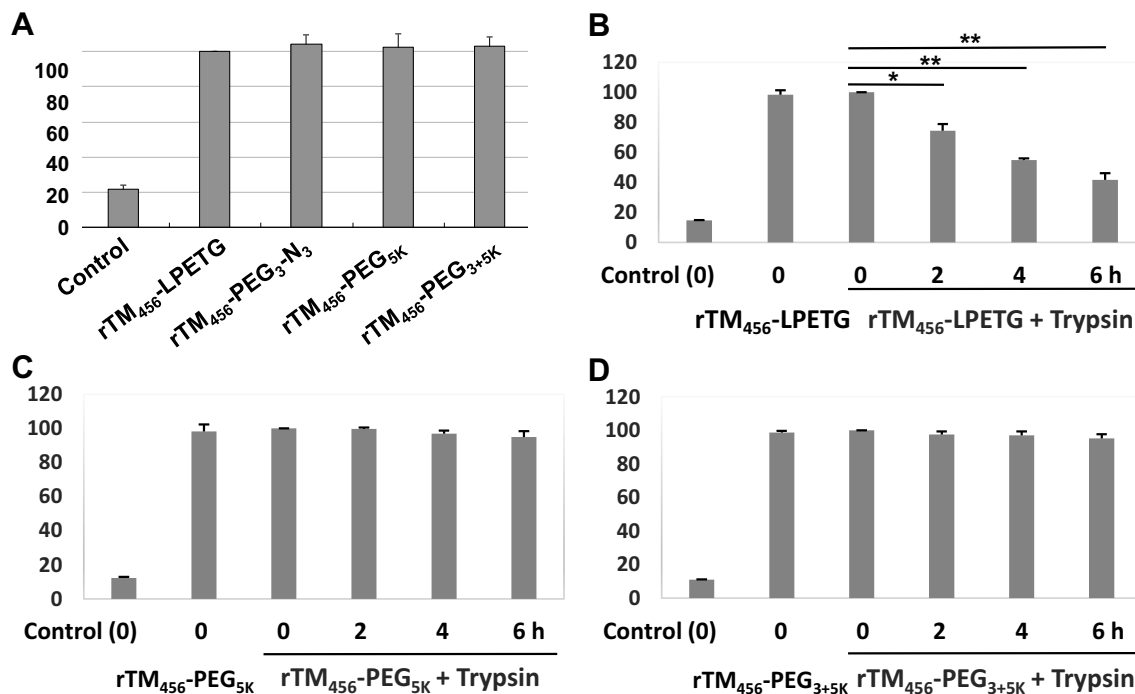 A
100
80
60
40
20
0
Control
rTM456-LPETG
rTM456-PEG3-N3
rTM456-PEG5K
rTM456-PEG3+5K
B
**
**
*
120
100
80
60
40
20
0
Control (0) 0 0 2 4 6 h
rTM456-LPETG rTM456-LPETG + Trypsin
C
120
100
80
60
40
20
0
Control (0) 0 0 2 4 6 h
rTM456-PEG5K rTM456-PEG5K + Trypsin
D
120
100
80
60
40
20
0
Control (0) 0 0 2 4 6 h
rTM456-PEG3+5K rTM456-PEG3+5K + Trypsin